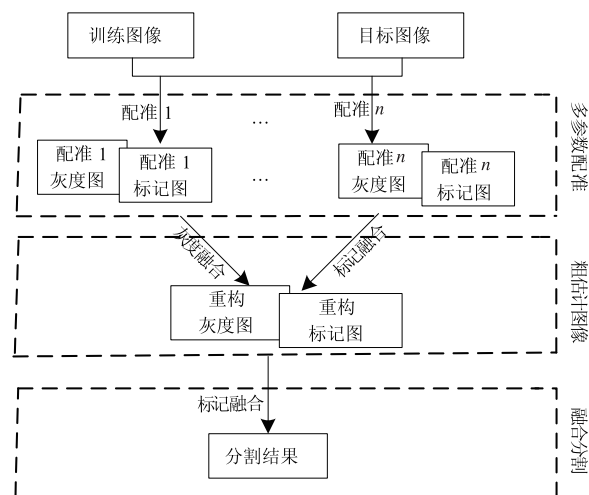 训练图像
目标图像
配准 1
...
配准 n
多参数配准
配准 1
灰度图
配准 1
标记图
...
配准 n
灰度图
配准 n
标记图
灰度融合
标记融合
粗估计图像
重构
灰度图
重构
标记图
标记融合
融合分割
分割结果